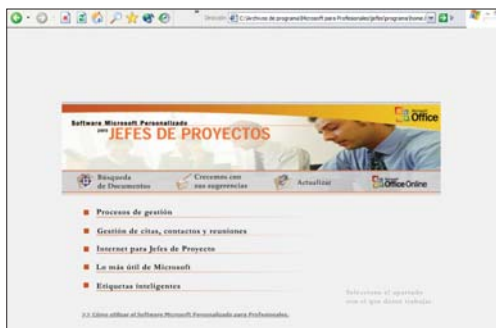 Dirección
C:\Archivos de programa\Microsoft para Profesionales\jefes\programa\home.
Software Microsoft Personalizado
para JEFES DE PROYECTOS
Microsoft
Office
Búsqueda
de Documentos
Crecemos con
sus sugerencias
Actualizar
Microsoft
Office Online
Procesos de gestión
Gestión de citas, contactos y reuniones
Internet para Jefes de Proyecto
Lo más útil de Microsoft
Etiquetas inteligentes
Seleccione el apartado
con el que desee trabajar.
>> Cómo utilizar el Software Microsoft Personalizado para Profesionales.